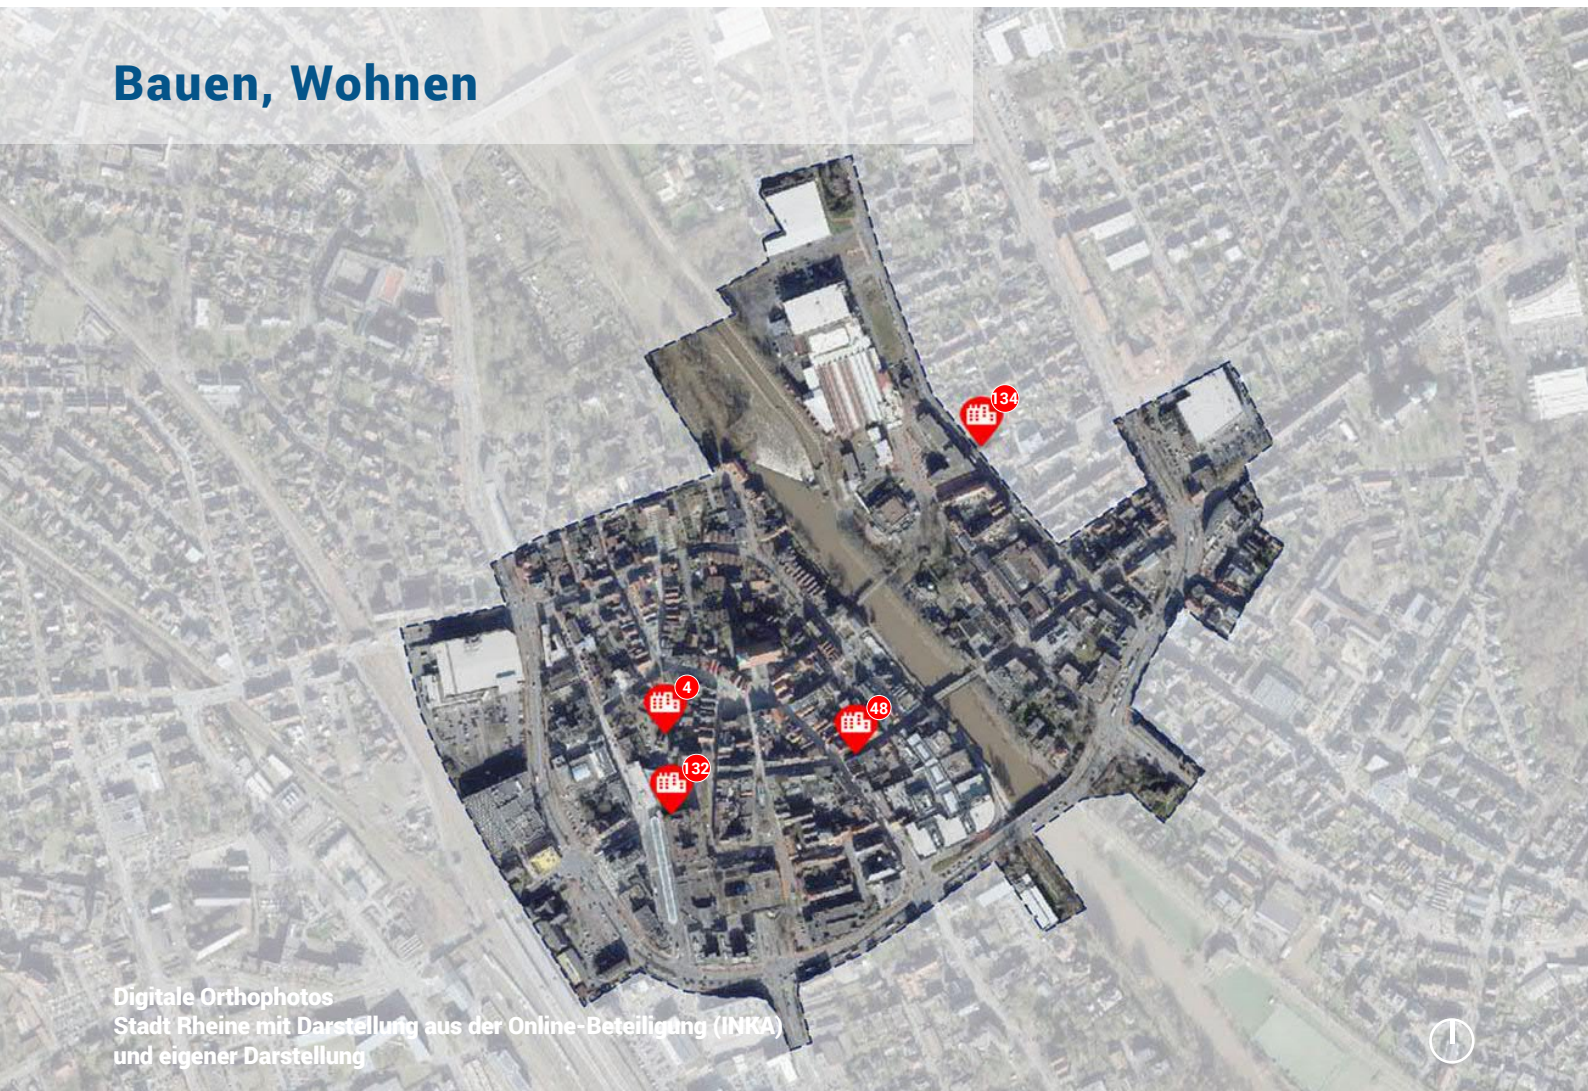 Bauen, Wohnen
134
4
48
132
Digitale Orthophotos
Stadt Rheine mit Darstellung aus der Online-Beteiligung (INKA)
und eigener Darstellung